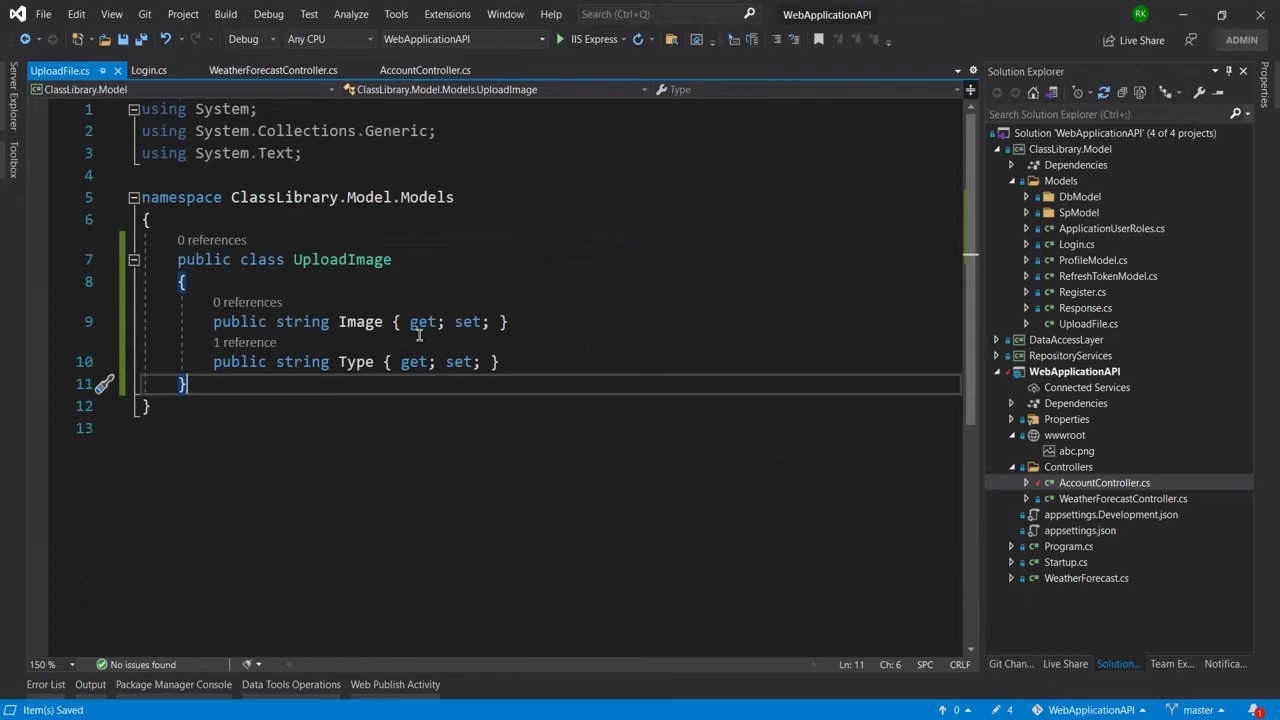 File Edit View Git Project Build Debug Test Analyze Tools Extensions Window Help Search (Ctrl+Q) WebApplicationAPI RK
Debug Any CPU WebApplicationAPI IIS Express Live Share ADMIN
Server Explorer
Toolbox
UploadFile.cs Login.cs WeatherForecastController.cs AccountController.cs
ClassLibrary.Model ClassLibrary.Model.Models.UploadImage Type
1 using System;
2 using System.Collections.Generic;
3 using System.Text;
4
5 namespace ClassLibrary.Model.Models
6 {
0 references
7 public class UploadImage
8 {
0 references
9 public string Image { get; set; }
1 reference
10 public string Type { get; set; }
11 }
12 }
13
150 % No issues found Ln: 11 Ch: 6 SPC CRLF
Solution Explorer
Search Solution Explorer (Ctrl+;)
Solution 'WebApplicationAPI' (4 of 4 projects)
ClassLibrary.Model
Dependencies
Models
DbModel
SpModel
ApplicationUserRoles.cs
Login.cs
ProfileModel.cs
RefreshTokenModel.cs
Register.cs
Response.cs
UploadFile.cs
DataAccessLayer
RepositoryServices
WebApplicationAPI
Connected Services
Dependencies
Properties
wwwroot
abc.png
Controllers
AccountController.cs
WeatherForecastController.cs
appsettings.Development.json
appsettings.json
Program.cs
Startup.cs
WeatherForecast.cs
Git Chan... Live Share Solution... Team Ex... Notifica...
Properties
Error List Output Package Manager Console Data Tools Operations Web Publish Activity
Item(s) Saved 0 4 WebApplicationAPI master 1